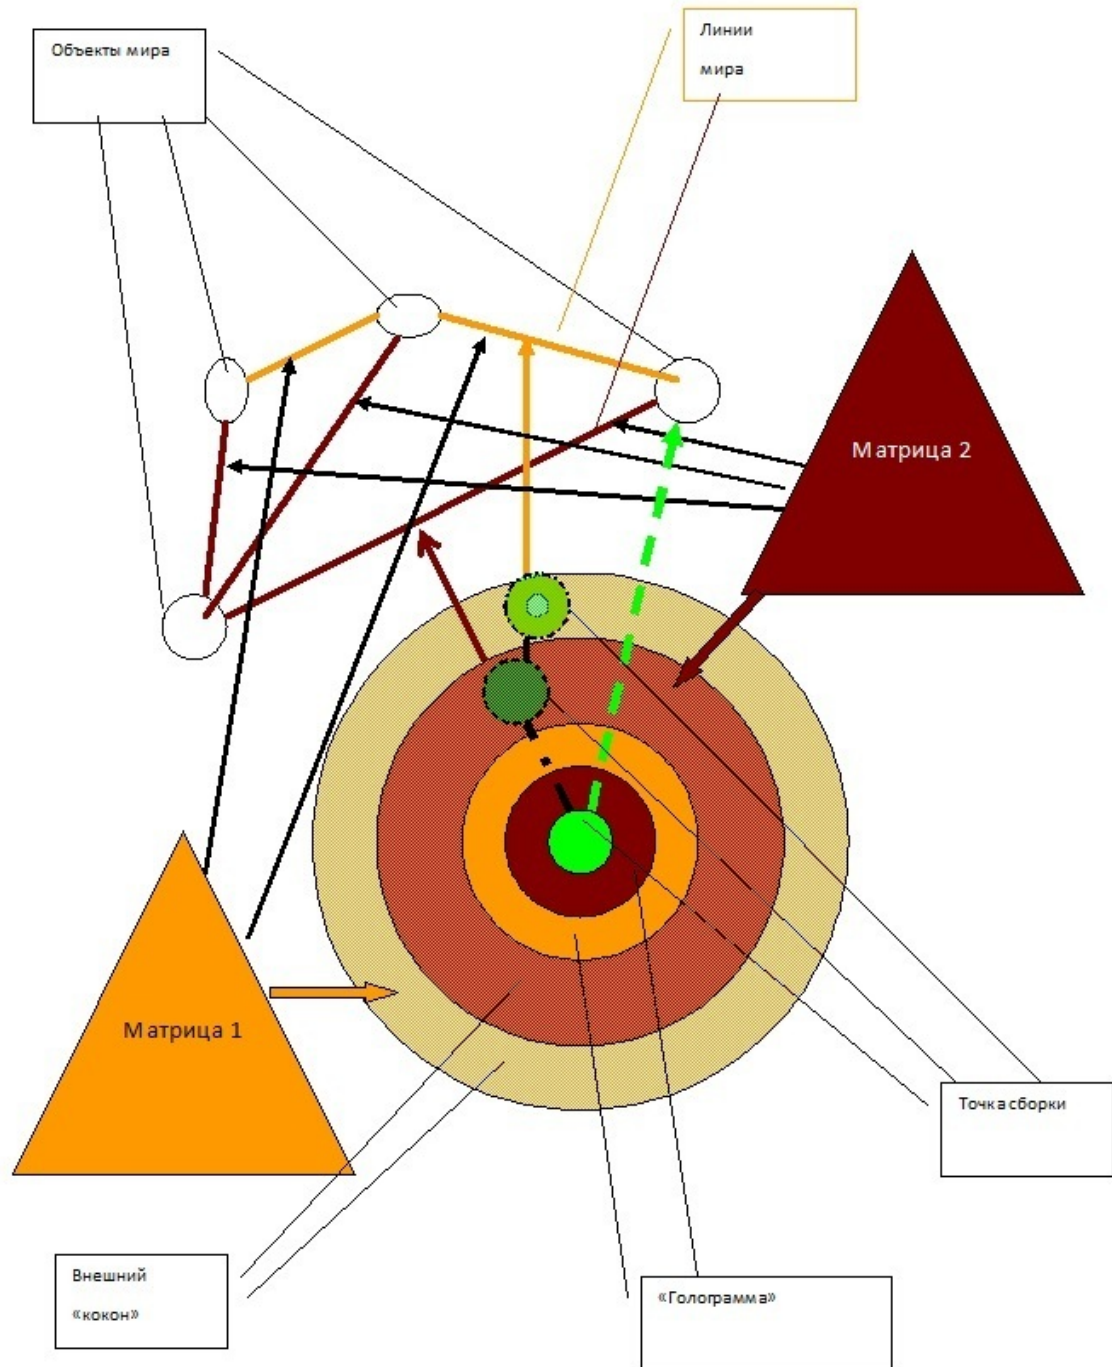 Объекты мира
Линии
мира
Матрица 2
Матрица 1
Точка сборки
Внешний
«кокон»
«Голограмма»